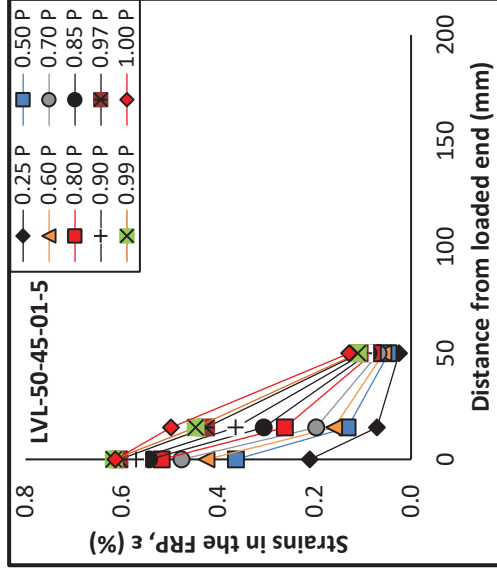 LVL-50-45-01-5
0.25 P
0.50 P
0.60 P
0.70 P
0.80 P
0.85 P
0.90 P
0.97 P
0.99 P
1.00 P
Strains in the FRP, ε (%)
0.8
0.6
0.4
0.2
0.0
0
50
100
150
200
Distance from loaded end (mm)